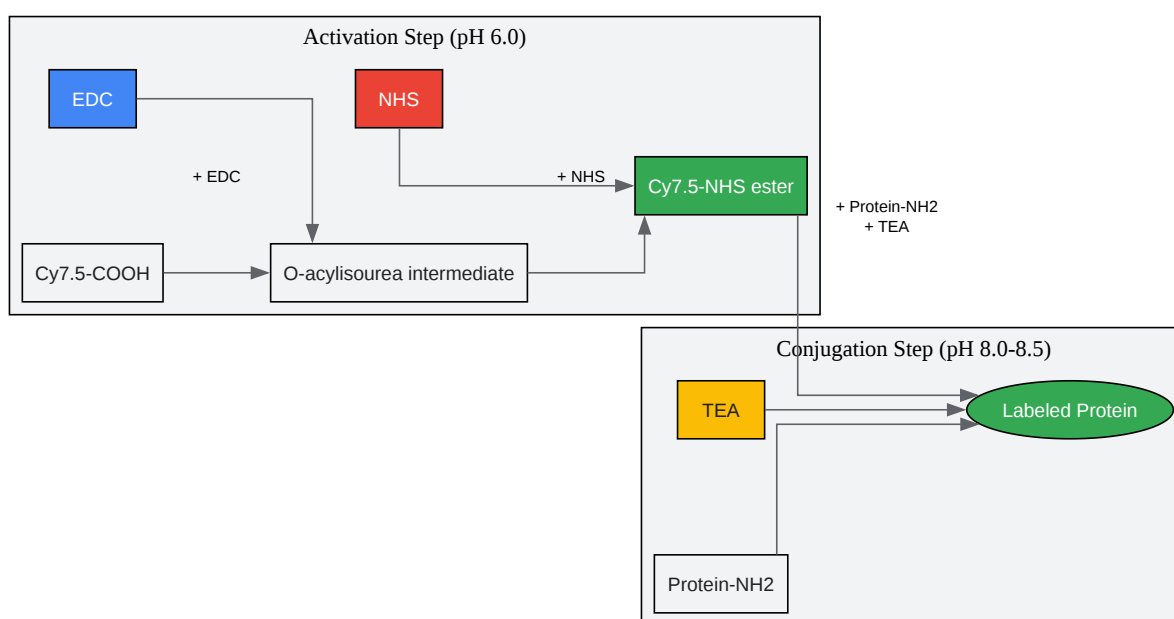 Activation Step (pH 6.0)
EDC
NHS
+ EDC
+ NHS
Cy7.5-NHS ester
+ Protein-NH2
+ TEA
Cy7.5-COOH
O-acylisourea intermediate
Conjugation Step (pH 8.0-8.5)
TEA
Labeled Protein
Protein-NH2